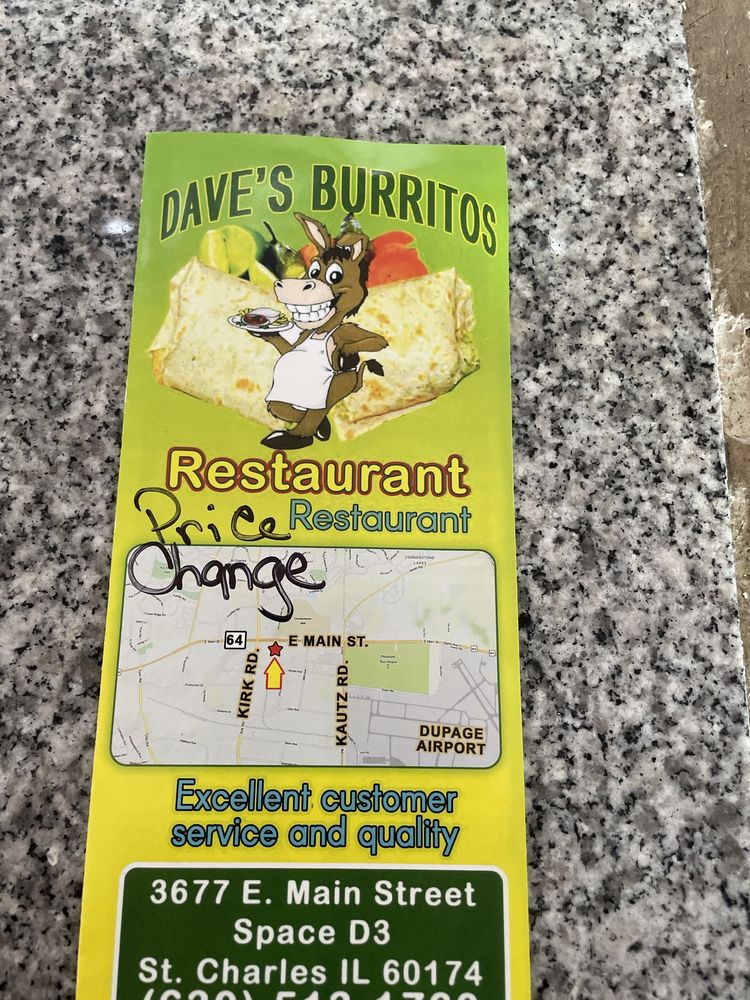 DAVE'S BURRITOS
Restaurant
Price Restaurant
Change
CORNERSTONE
LAKES
64 E MAIN ST.
KIRK RD.
KAUTZ RD.
DUPAGE
AIRPORT
Excellent customer
service and quality
3677 E. Main Street
Space D3
St. Charles IL 60174